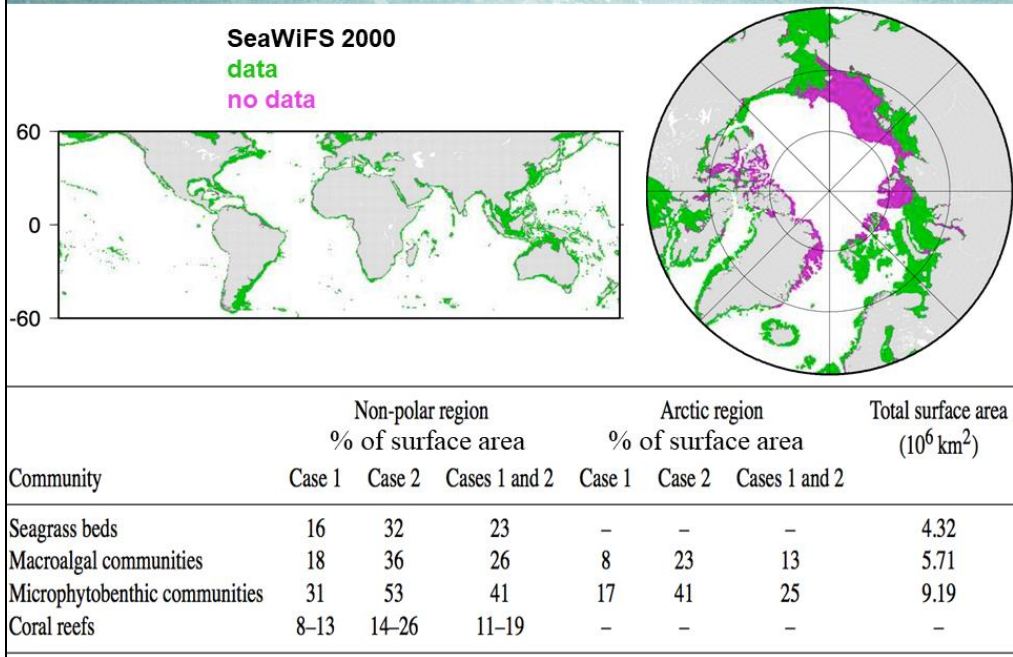 SeaWiFS 2000
data
no data
60
0
-60
Non-polar region Arctic region Total surface area
% of surface area % of surface area (10⁶ km²)
Community Case 1 Case 2 Cases 1 and 2 Case 1 Case 2 Cases 1 and 2
Seagrass beds 16 32 23 – – – 4.32
Macroalgal communities 18 36 26 8 23 13 5.71
Microphytobenthic communities 31 53 41 17 41 25 9.19
Coral reefs 8–13 14–26 11–19 – – – –